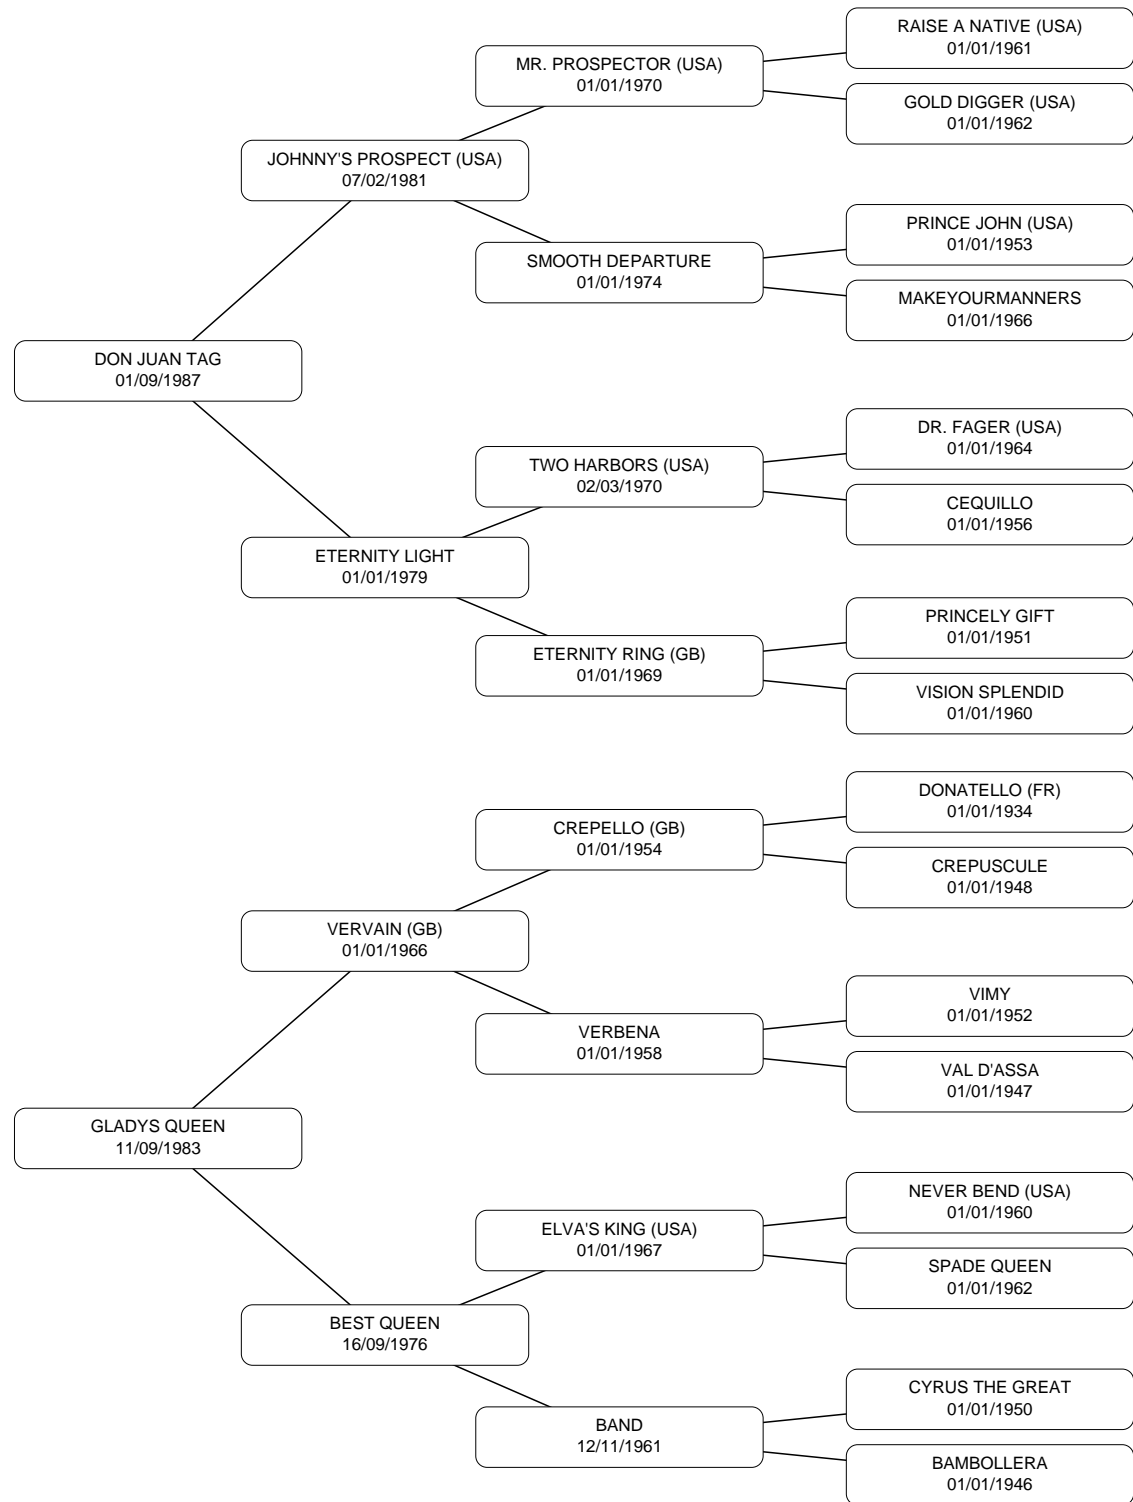 RAISE A NATIVE (USA)
01/01/1961
MR. PROSPECTOR (USA)
01/01/1970
GOLD DIGGER (USA)
01/01/1962
JOHNNY'S PROSPECT (USA)
07/02/1981
PRINCE JOHN (USA)
01/01/1953
SMOOTH DEPARTURE
01/01/1974
MAKEYOURMANNERS
01/01/1966
DON JUAN TAG
01/09/1987
DR. FAGER (USA)
01/01/1964
TWO HARBORS (USA)
02/03/1970
CEQUILLO
01/01/1956
ETERNITY LIGHT
01/01/1979
PRINCELY GIFT
01/01/1951
ETERNITY RING (GB)
01/01/1969
VISION SPLENDID
01/01/1960
DONATELLO (FR)
01/01/1934
CREPELLO (GB)
01/01/1954
CREPUSCULE
01/01/1948
VERVAIN (GB)
01/01/1966
VIMY
01/01/1952
VERBENA
01/01/1958
VAL D'ASSA
01/01/1947
GLADYS QUEEN
11/09/1983
NEVER BEND (USA)
01/01/1960
ELVA'S KING (USA)
01/01/1967
SPADE QUEEN
01/01/1962
BEST QUEEN
16/09/1976
CYRUS THE GREAT
01/01/1950
BAND
12/11/1961
BAMBOLLERA
01/01/1946